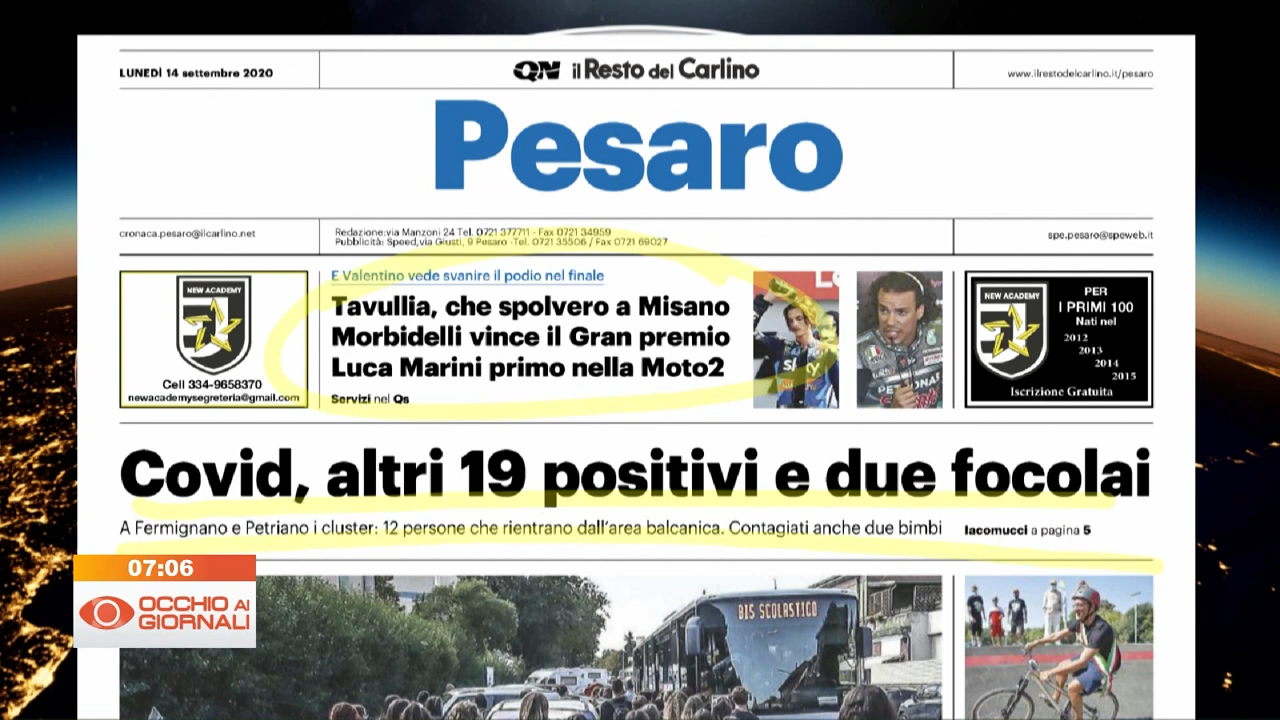 LUNEDÌ 14 settembre 2020
QN il Resto del Carlino
www.ilrestodelcarlino.it/pesaro
Pesaro
cronaca.pesaro@ilcarlino.net
Redazione:via Manzoni 24 Tel. 0721 377711 - Fax 0721 34959
Pubblicità: Speed,via Giusti, 9 Pesaro -Tel. 0721 35506 / Fax 0721 69027
spe.pesaro@speweb.it
NEW ACADEMY
Cell 334-9658370
newacademysegreteria@gmail.com
E Valentino vede svanire il podio nel finale
Tavullia, che spolvero a Misano
Morbidelli vince il Gran premio
Luca Marini primo nella Moto2
Servizi nel Qs
sky
PETRONAS
NEW ACADEMY
PER
I PRIMI 100
Nati nel
2012
2013
2014
2015
Iscrizione Gratuita
Covid, altri 19 positivi e due focolai
A Fermignano e Petriano i cluster: 12 persone che rientrano dall'area balcanica. Contagiati anche due bimbi
Iacomucci a pagina 5
BIS SCOLASTICO
07:06
OCCHIO AI
GIORNALI